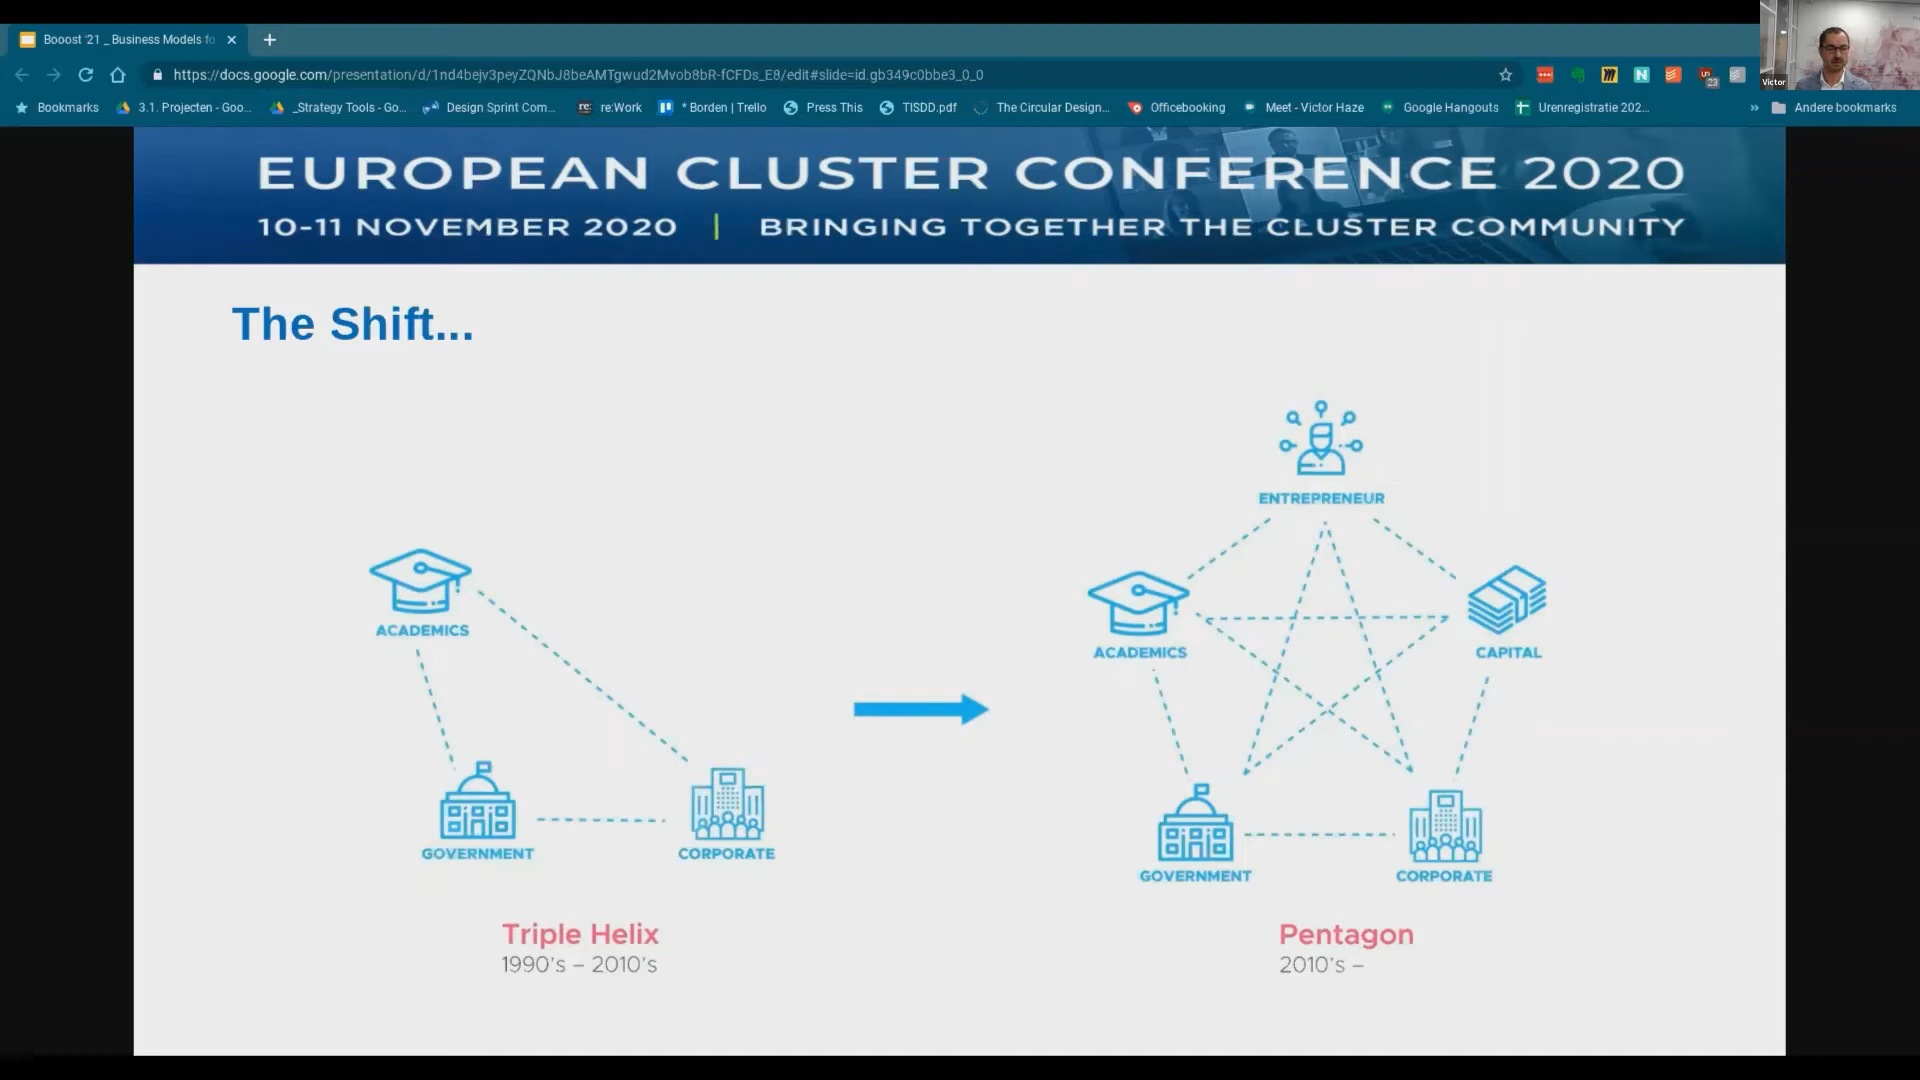 Booost '21 _ Business Models fo
https://docs.google.com/presentation/d/1nd4bejv3peyZQNbJ8beAMTgwud2Mvob8bR-fCFDs_E8/edit#slide=id.gb349c0bbe3_0_0
23
Victor
Bookmarks 3.1. Projecten - Goo... _Strategy Tools - Go... Design Sprint Com... re: re:Work * Borden | Trello Press This TISDD.pdf The Circular Design... Officebooking Meet - Victor Haze Google Hangouts Urenregistratie 202... » Andere bookmarks
EUROPEAN CLUSTER CONFERENCE 2020
10-11 NOVEMBER 2020 | BRINGING TOGETHER THE CLUSTER COMMUNITY
The Shift...
ACADEMICS
GOVERNMENT
CORPORATE
Triple Helix
1990's – 2010's
ENTREPRENEUR
ACADEMICS
CAPITAL
GOVERNMENT
CORPORATE
Pentagon
2010's –